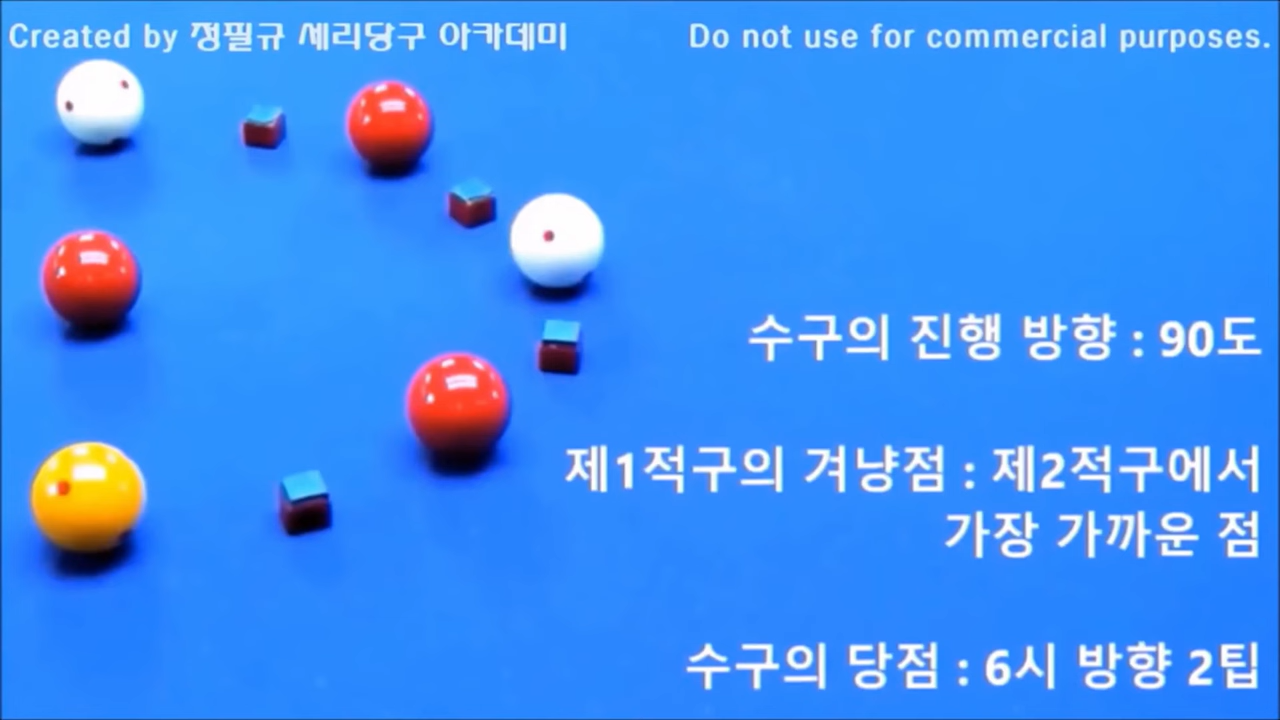 Created by 정필규 세리당구 아카데미
Do not use for commercial purposes.
수구의 진행 방향 : 90도
제1적구의 겨냥점 : 제2적구에서
가장 가까운 점
수구의 당점 : 6시 방향 2팁